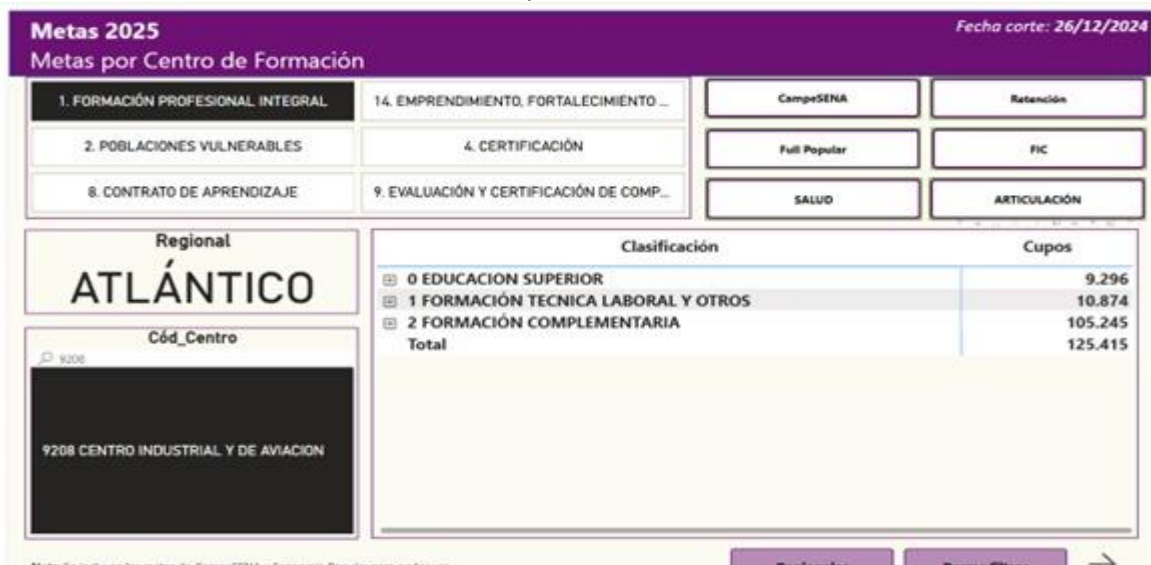 Metas 2025
Fecha corte: 26/12/2024
Metas por Centro de Formación
1. FORMACIÓN PROFESIONAL INTEGRAL
14. EMPRENDIMIENTO, FORTALECIMIENTO ...
CampeSENA
Retención
2. POBLACIONES VULNERABLES
4. CERTIFICACIÓN
Full Popular
FIC
8. CONTRATO DE APRENDIZAJE
9. EVALUACIÓN Y CERTIFICACIÓN DE COMP...
SALUD
ARTICULACIÓN
Regional
ATLÁNTICO
Clasificación Cupos
0 EDUCACION SUPERIOR 9.296
1 FORMACIÓN TECNICA LABORAL Y OTROS 10.874
2 FORMACIÓN COMPLEMENTARIA 105.245
Total 125.415
Cód_Centro
9208
9208 CENTRO INDUSTRIAL Y DE AVIACION